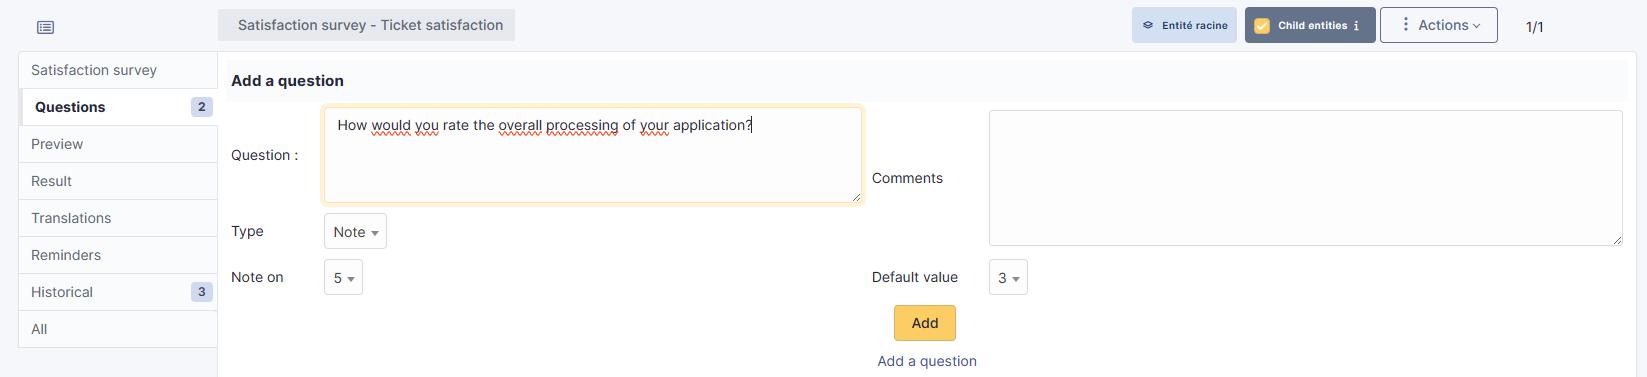 Satisfaction survey - Ticket satisfaction
Entité racine
Child entities i
Actions
1/1
Satisfaction survey
Questions 2
Preview
Result
Translations
Reminders
Historical 3
All
Add a question
Question :
How would you rate the overall processing of your application?
Comments
Type
Note
Note on
5
Default value
3
Add
Add a question